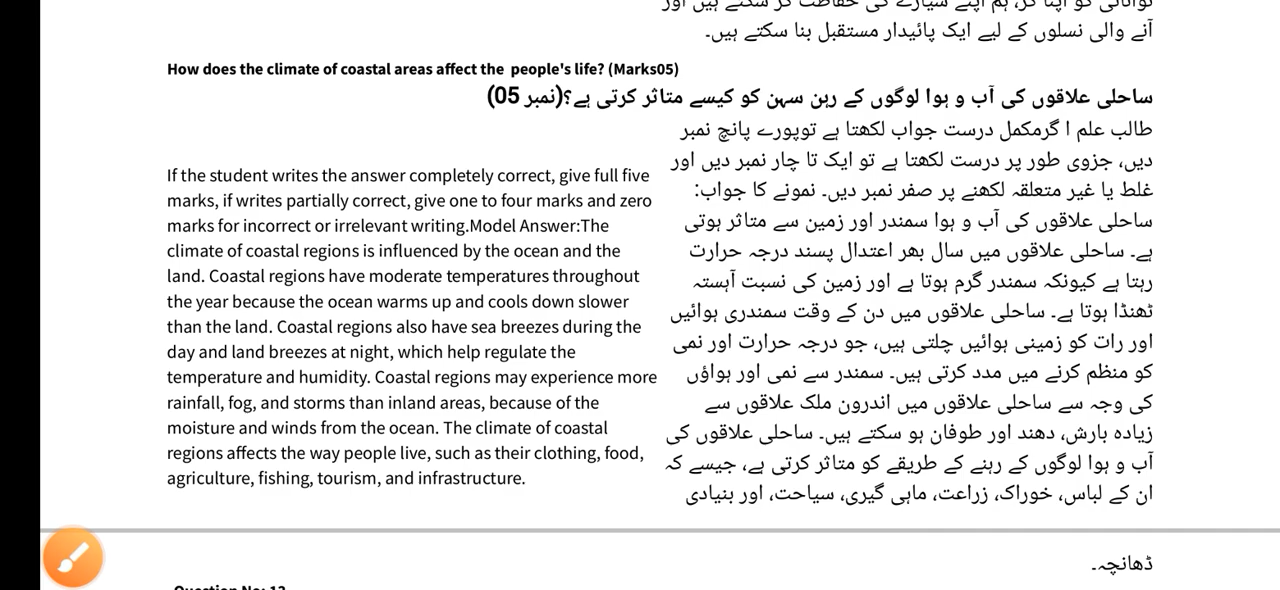 توانائی کو اپنا کر، ہم اپنے سیارے کی حفاظت کر سکتے ہیں اور
آنے والی نسلوں کے لیے ایک پائیدار مستقبل بنا سکتے ہیں۔
How does the climate of coastal areas affect the  people's life? (Marks05)
ساحلی علاقوں کی آب و ہوا لوگوں کے رہن سہن کو کیسے متاثر کرتی ہے؟(نمبر 05)
If the student writes the answer completely correct, give full five
marks, if writes partially correct, give one to four marks and zero
marks for incorrect or irrelevant writing.Model Answer:The
climate of coastal regions is influenced by the ocean and the
land. Coastal regions have moderate temperatures throughout
the year because the ocean warms up and cools down slower
than the land. Coastal regions also have sea breezes during the
day and land breezes at night, which help regulate the
temperature and humidity. Coastal regions may experience more
rainfall, fog, and storms than inland areas, because of the
moisture and winds from the ocean. The climate of coastal
regions affects the way people live, such as their clothing, food,
agriculture, fishing, tourism, and infrastructure.
طالب علم ا گرمکمل درست جواب لکھتا ہے توپورے پانچ نمبر
دیں، جزوی طور پر درست لکھتا ہے تو ایک تا چار نمبر دیں اور
غلط یا غیر متعلقہ لکھنے پر صفر نمبر دیں۔ نمونے کا جواب:
ساحلی علاقوں کی آب و ہوا سمندر اور زمین سے متاثر ہوتی
ہے۔ ساحلی علاقوں میں سال بھر اعتدال پسند درجہ حرارت
رہتا ہے کیونکہ سمندر گرم ہوتا ہے اور زمین کی نسبت آہستہ
ٹھنڈا ہوتا ہے۔ ساحلی علاقوں میں دن کے وقت سمندری ہوائیں
اور رات کو زمینی ہوائیں چلتی ہیں، جو درجہ حرارت اور نمی
کو منظم کرنے میں مدد کرتی ہیں۔ سمندر سے نمی اور ہواؤں
کی وجہ سے ساحلی علاقوں میں اندرون ملک علاقوں سے
زیادہ بارش، دھند اور طوفان ہو سکتے ہیں۔ ساحلی علاقوں کی
آب و ہوا لوگوں کے رہنے کے طریقے کو متاثر کرتی ہے، جیسے کہ
ان کے لباس، خوراک، زراعت، ماہی گیری، سیاحت، اور بنیادی
ڈھانچہ۔
Question No: 13